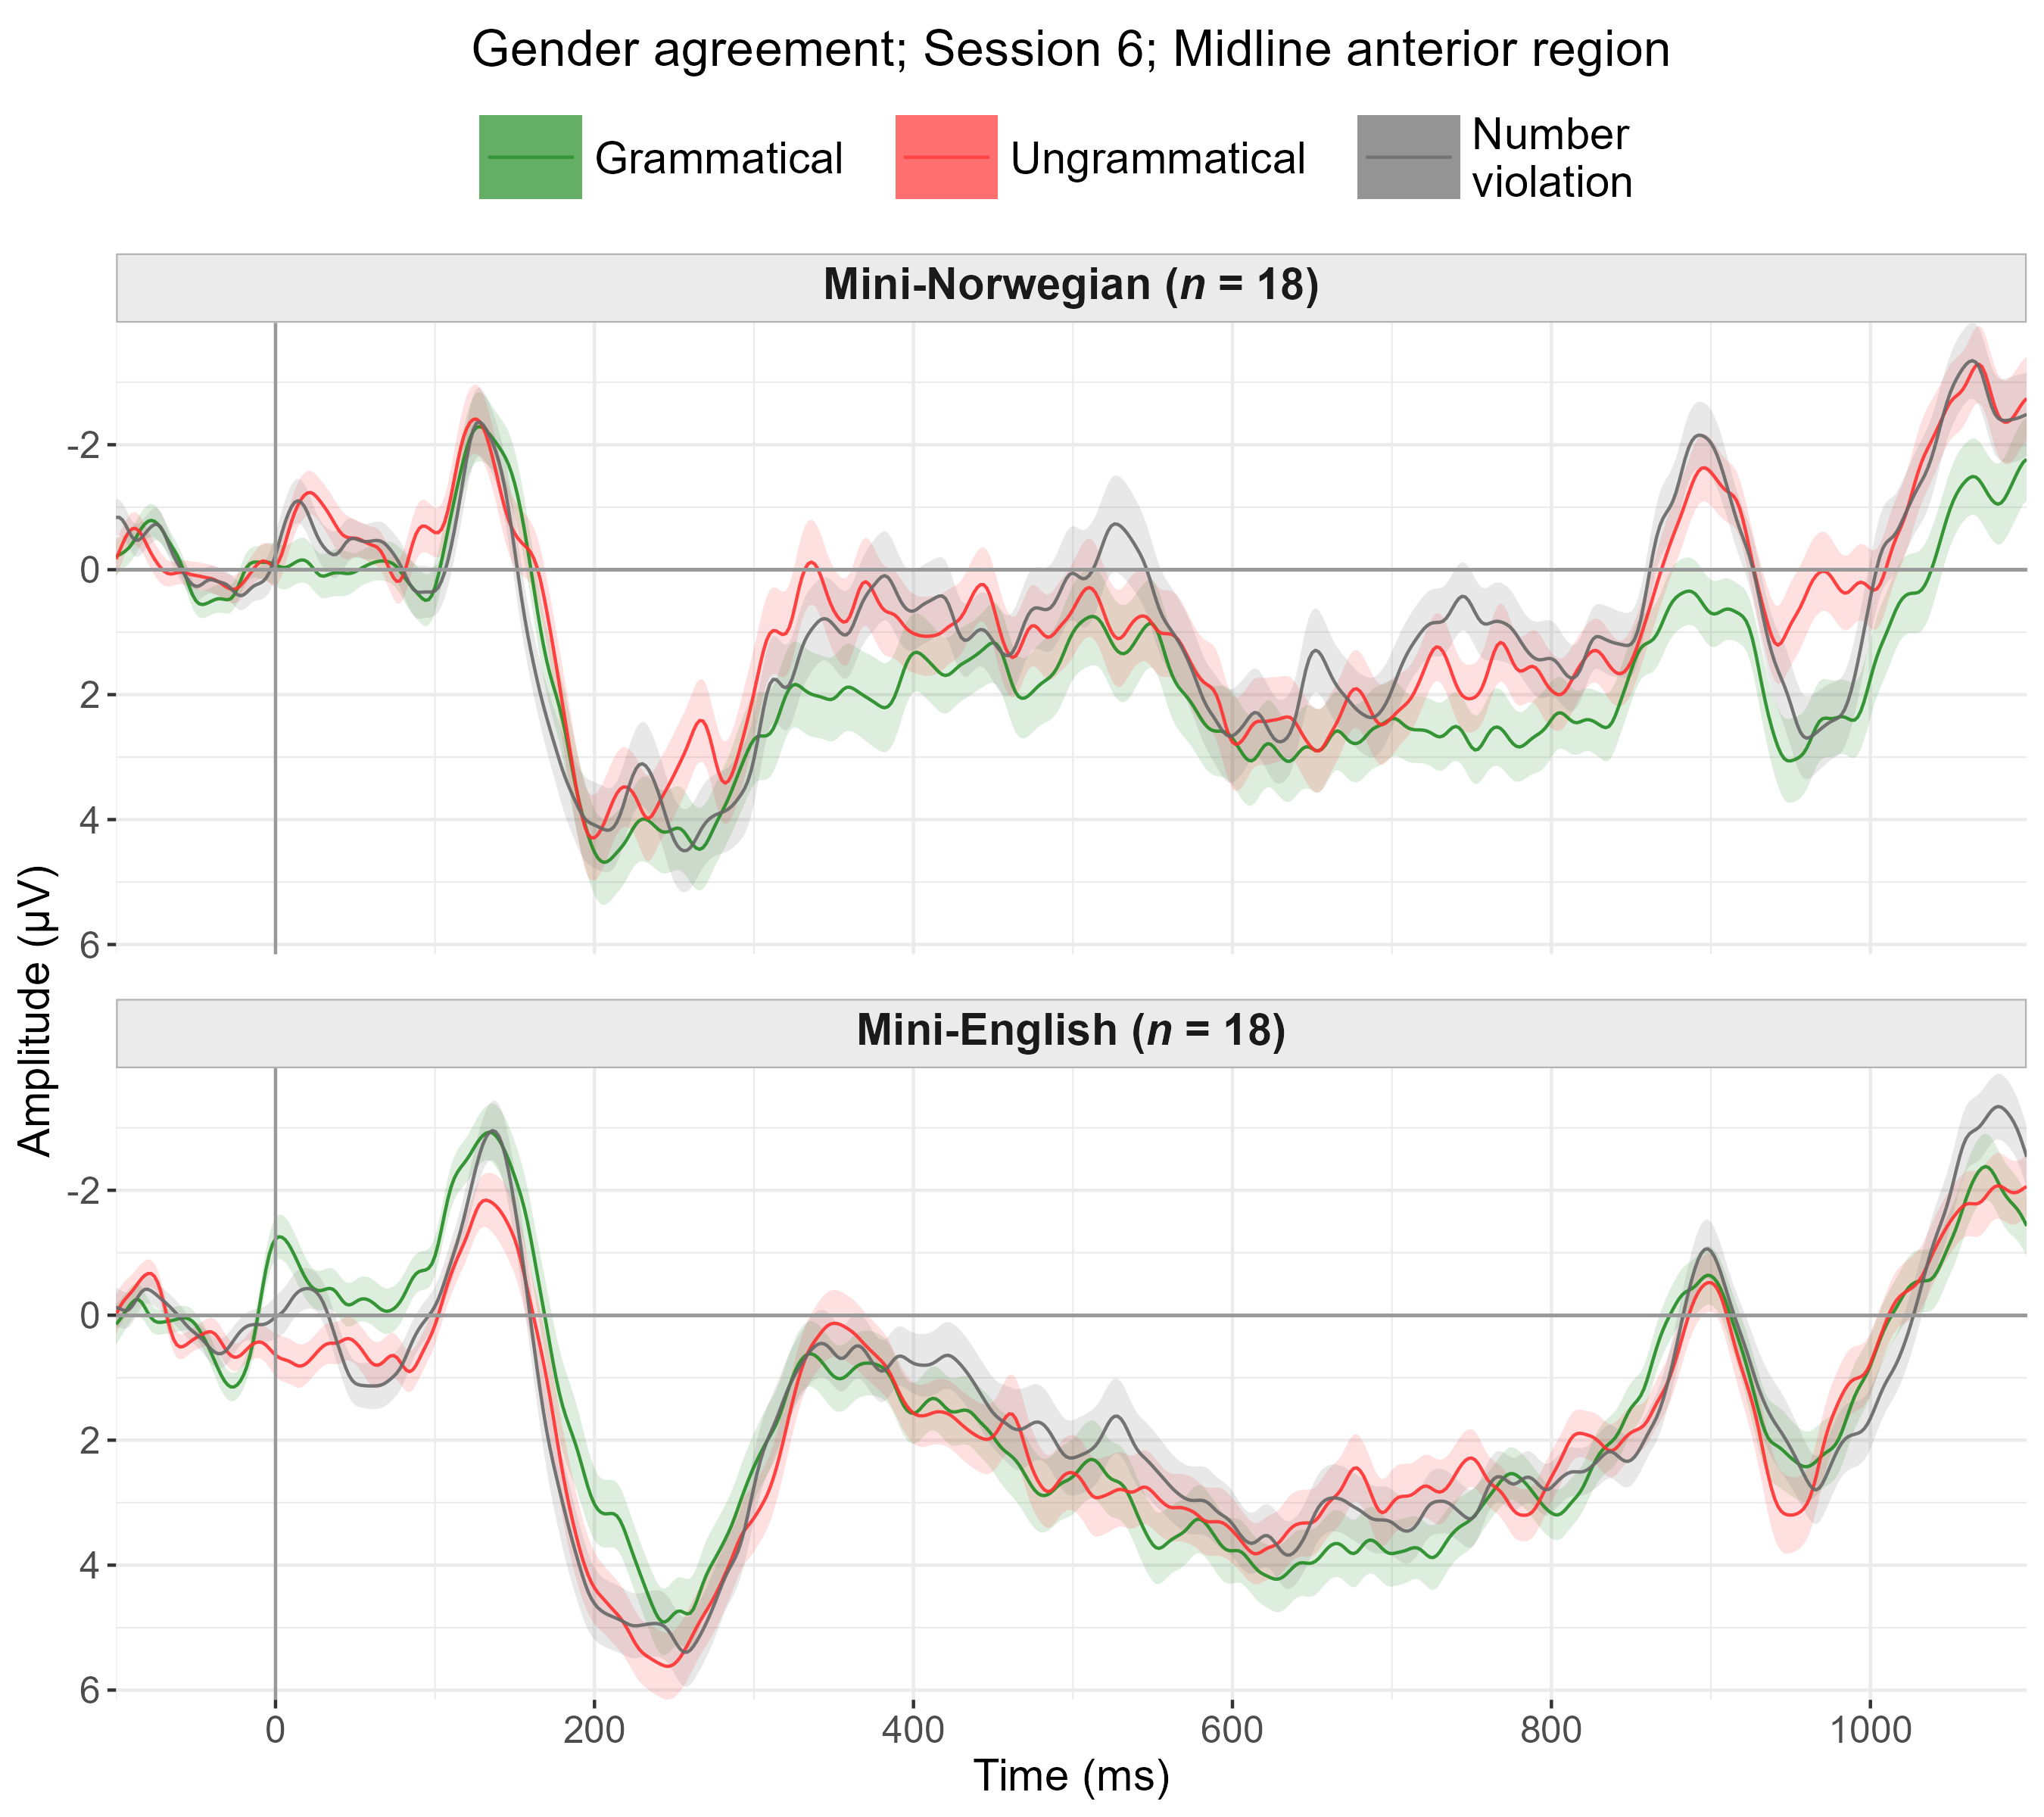 Gender agreement; Session 6; Midline anterior region
Grammatical
Ungrammatical
Number
violation
Mini-Norwegian (n = 18)
-2
0
2
4
6
Amplitude (µV)
Mini-English (n = 18)
-2
0
2
4
6
0 200 400 600 800 1000
Time (ms)